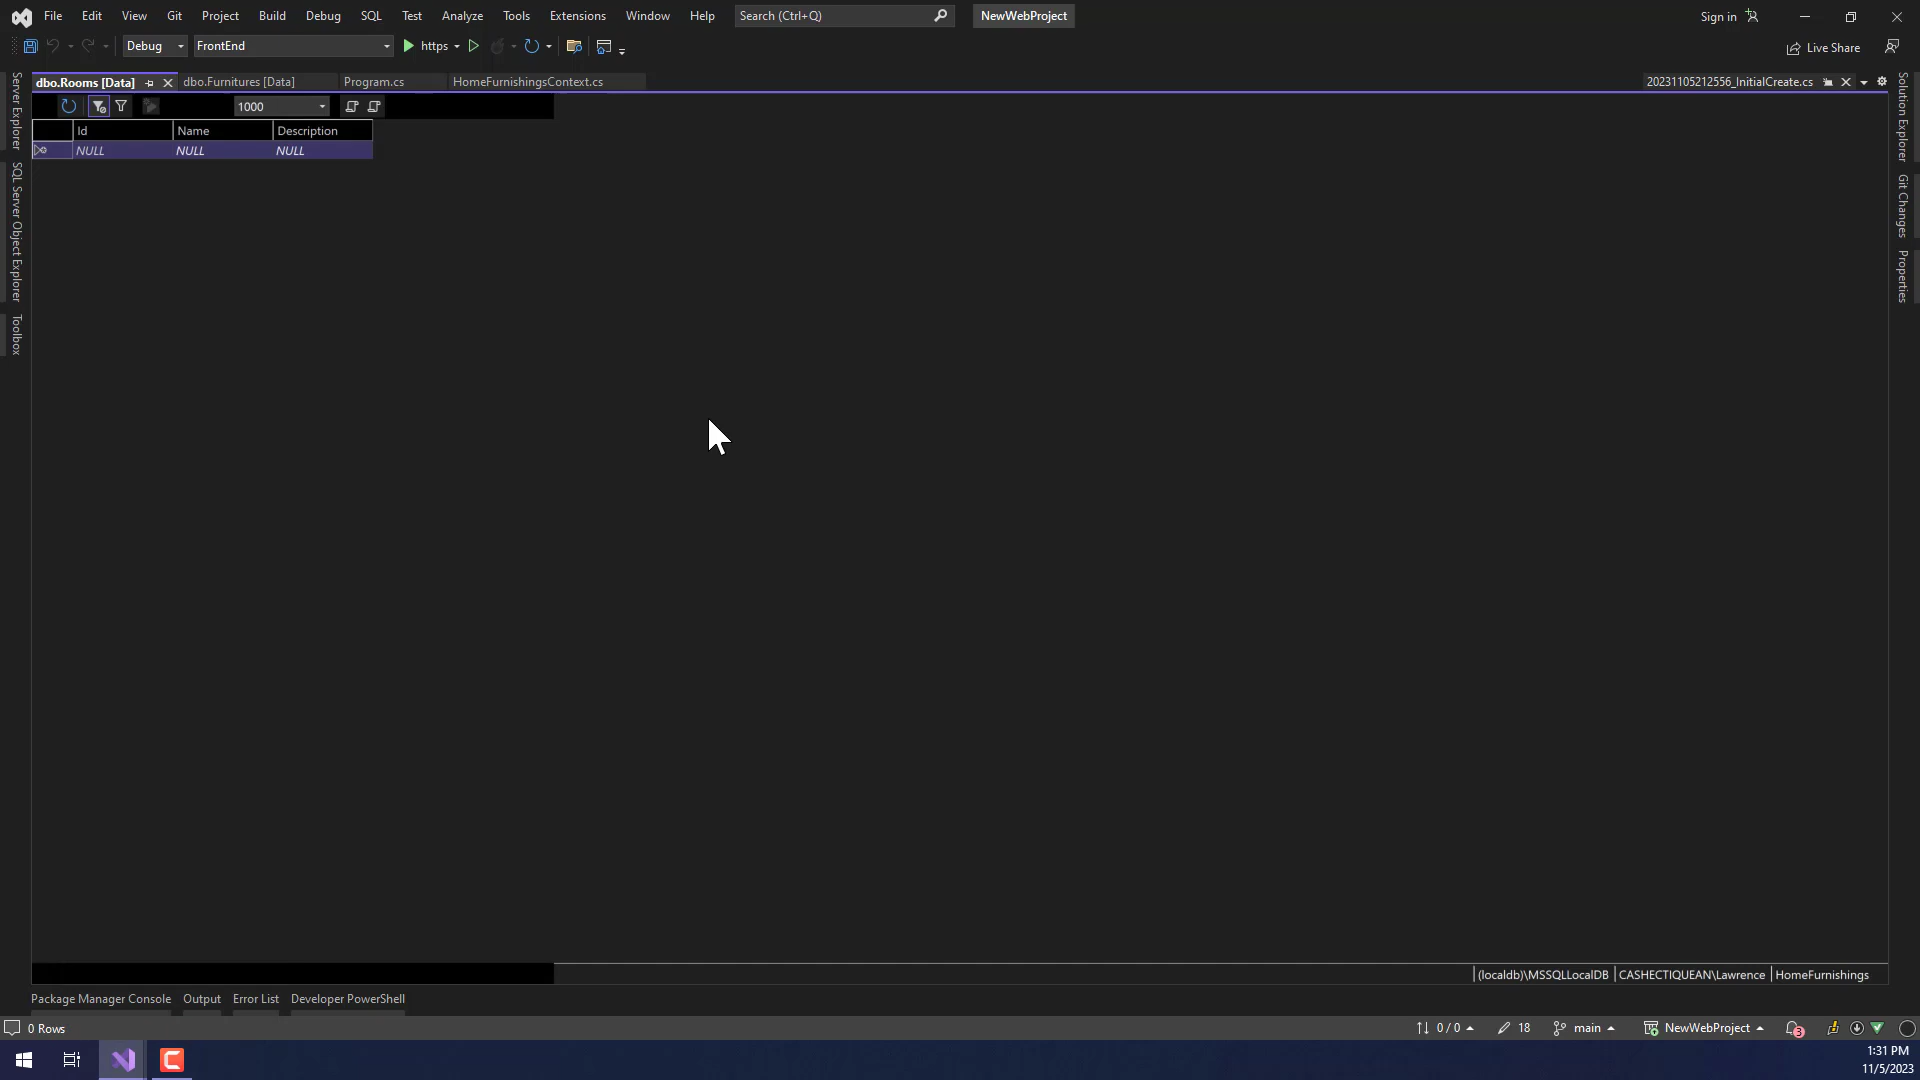 File Edit View Git Project Build Debug SQL Test Analyze Tools Extensions Window Help Search (Ctrl+Q) NewWebProject Sign in
Debug FrontEnd https Live Share
dbo.Rooms [Data] dbo.Furnitures [Data] Program.cs HomeFurnishingsContext.cs 20231105212556_InitialCreate.cs
1000
Id Name Description
NULL NULL NULL
Server Explorer
SQL Server Object Explorer
Toolbox
Solution Explorer
Git Changes
Properties
(localdb)\MSSQLLocalDB CASHECTIQUEAN\Lawrence HomeFurnishings
Package Manager Console Output Error List Developer PowerShell
0 Rows 0 / 0 18 main NewWebProject 3
1:31 PM
11/5/2023